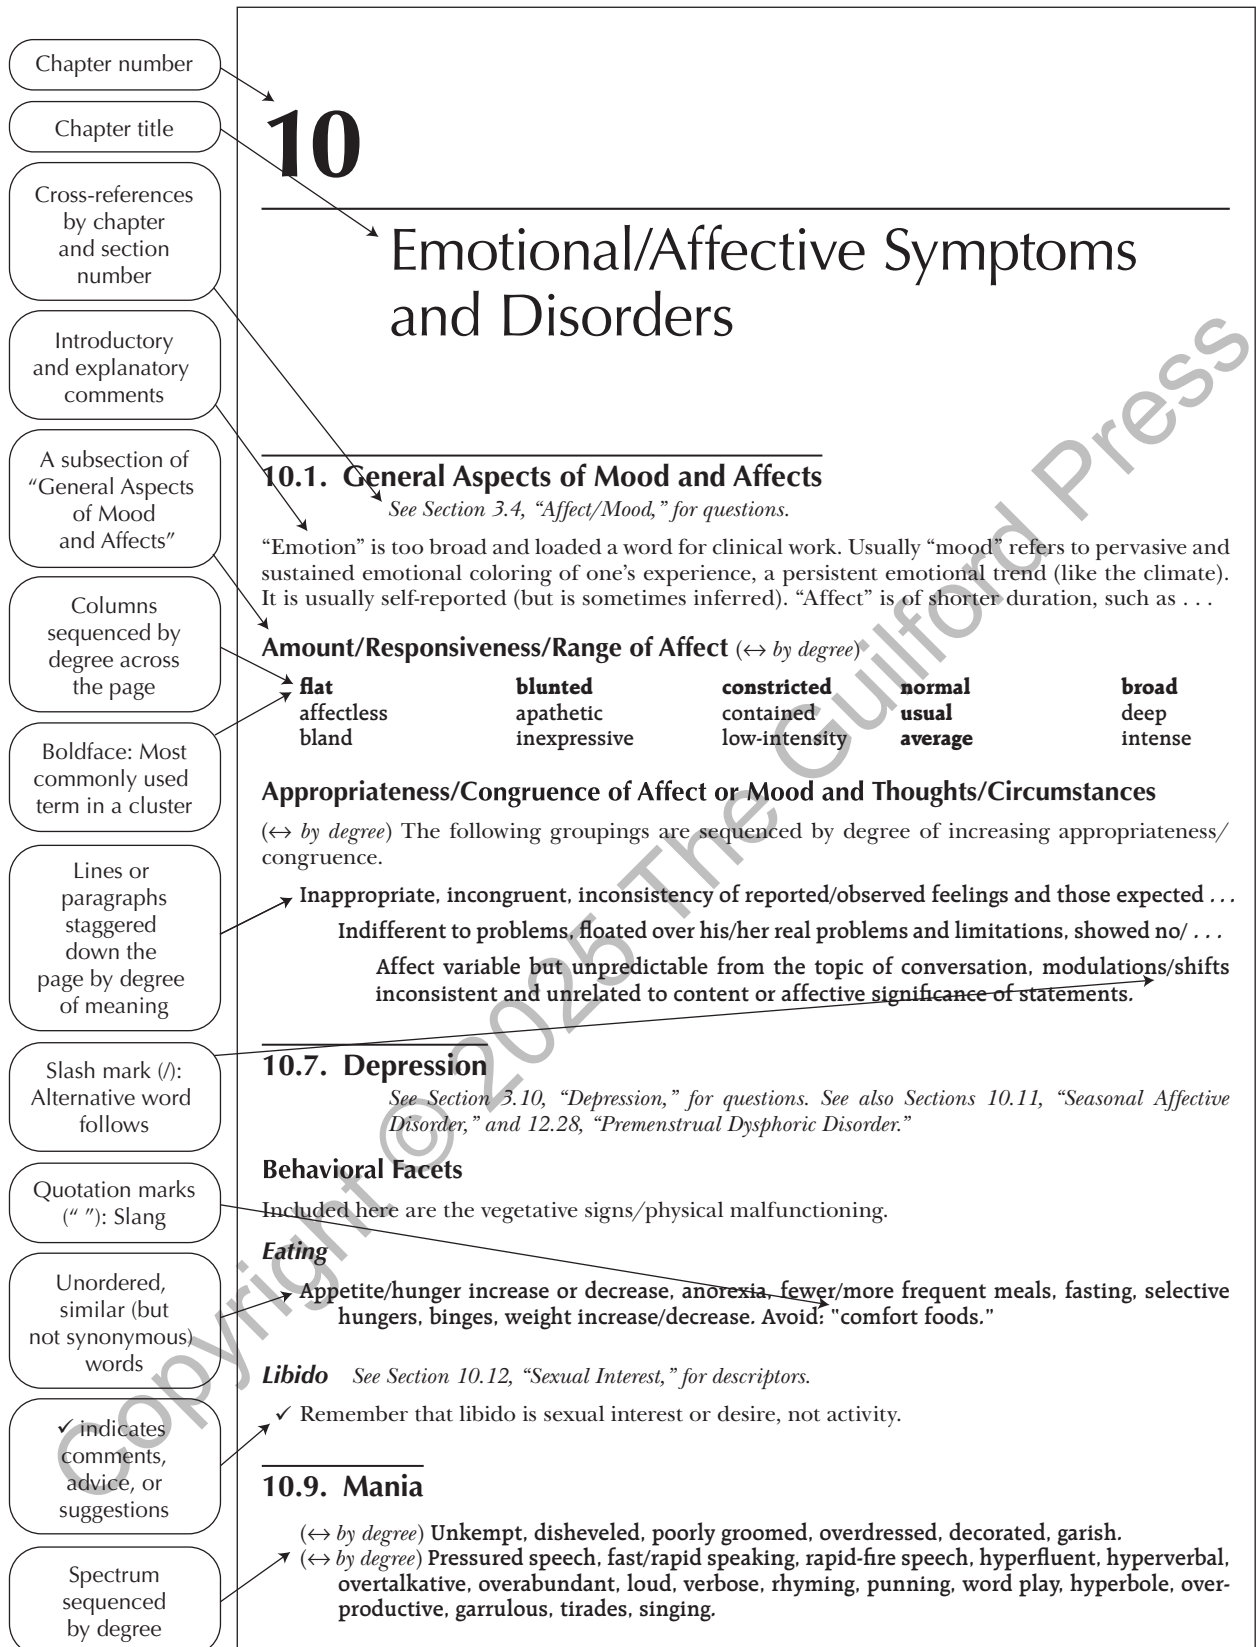 Chapter number
Chapter title
Cross-references
by chapter
and section
number
Introductory
and explanatory
comments
A subsection of
“General Aspects
of Mood
and Affects”
Columns
sequenced by
degree across
the page
Boldface: Most
commonly used
term in a cluster
Lines or
paragraphs
staggered
down the
page by degree
of meaning
Slash mark (/):
Alternative word
follows
Quotation marks
(“ ”): Slang
Unordered,
similar (but
not synonymous)
words
✓ indicates
comments,
advice, or
suggestions
Spectrum
sequenced
by degree
10
Emotional/Affective Symptoms
and Disorders
10.1. General Aspects of Mood and Affects
See Section 3.4, “Affect/Mood,” for questions.
“Emotion” is too broad and loaded a word for clinical work. Usually “mood” refers to pervasive and
sustained emotional coloring of one’s experience, a persistent emotional trend (like the climate).
It is usually self-reported (but is sometimes inferred). “Affect” is of shorter duration, such as . . .
Amount/Responsiveness/Range of Affect (↔ by degree)
flat blunted constricted normal broad
affectless apathetic contained usual deep
bland inexpressive low-intensity average intense
Appropriateness/Congruence of Affect or Mood and Thoughts/Circumstances
(↔ by degree) The following groupings are sequenced by degree of increasing appropriateness/
congruence.
Inappropriate, incongruent, inconsistency of reported/observed feelings and those expected . . .
Indifferent to problems, floated over his/her real problems and limitations, showed no/ . . .
Affect variable but unpredictable from the topic of conversation, modulations/shifts
inconsistent and unrelated to content or affective significance of statements.
10.7. Depression
See Section 3.10, “Depression,” for questions. See also Sections 10.11, “Seasonal Affective
Disorder,” and 12.28, “Premenstrual Dysphoric Disorder.”
Behavioral Facets
Included here are the vegetative signs/physical malfunctioning.
Eating
Appetite/hunger increase or decrease, anorexia, fewer/more frequent meals, fasting, selective
hungers, binges, weight increase/decrease. Avoid: "comfort foods."
Libido See Section 10.12, “Sexual Interest,” for descriptors.
✓ Remember that libido is sexual interest or desire, not activity.
10.9. Mania
(↔ by degree) Unkempt, disheveled, poorly groomed, overdressed, decorated, garish.
(↔ by degree) Pressured speech, fast/rapid speaking, rapid-fire speech, hyperfluent, hyperverbal,
overtalkative, overabundant, loud, verbose, rhyming, punning, word play, hyperbole, over-
productive, garrulous, tirades, singing.
Copyright © 2025 The Guilford Press